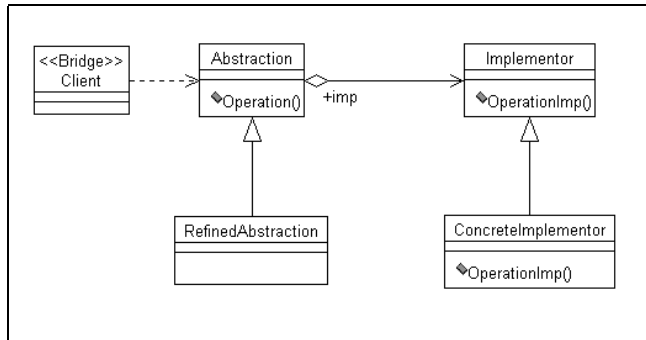 <<Bridge>>
Client
Abstraction
Operation()
+imp
Implementor
OperationImp()
RefinedAbstraction
ConcreteImplementor
OperationImp()